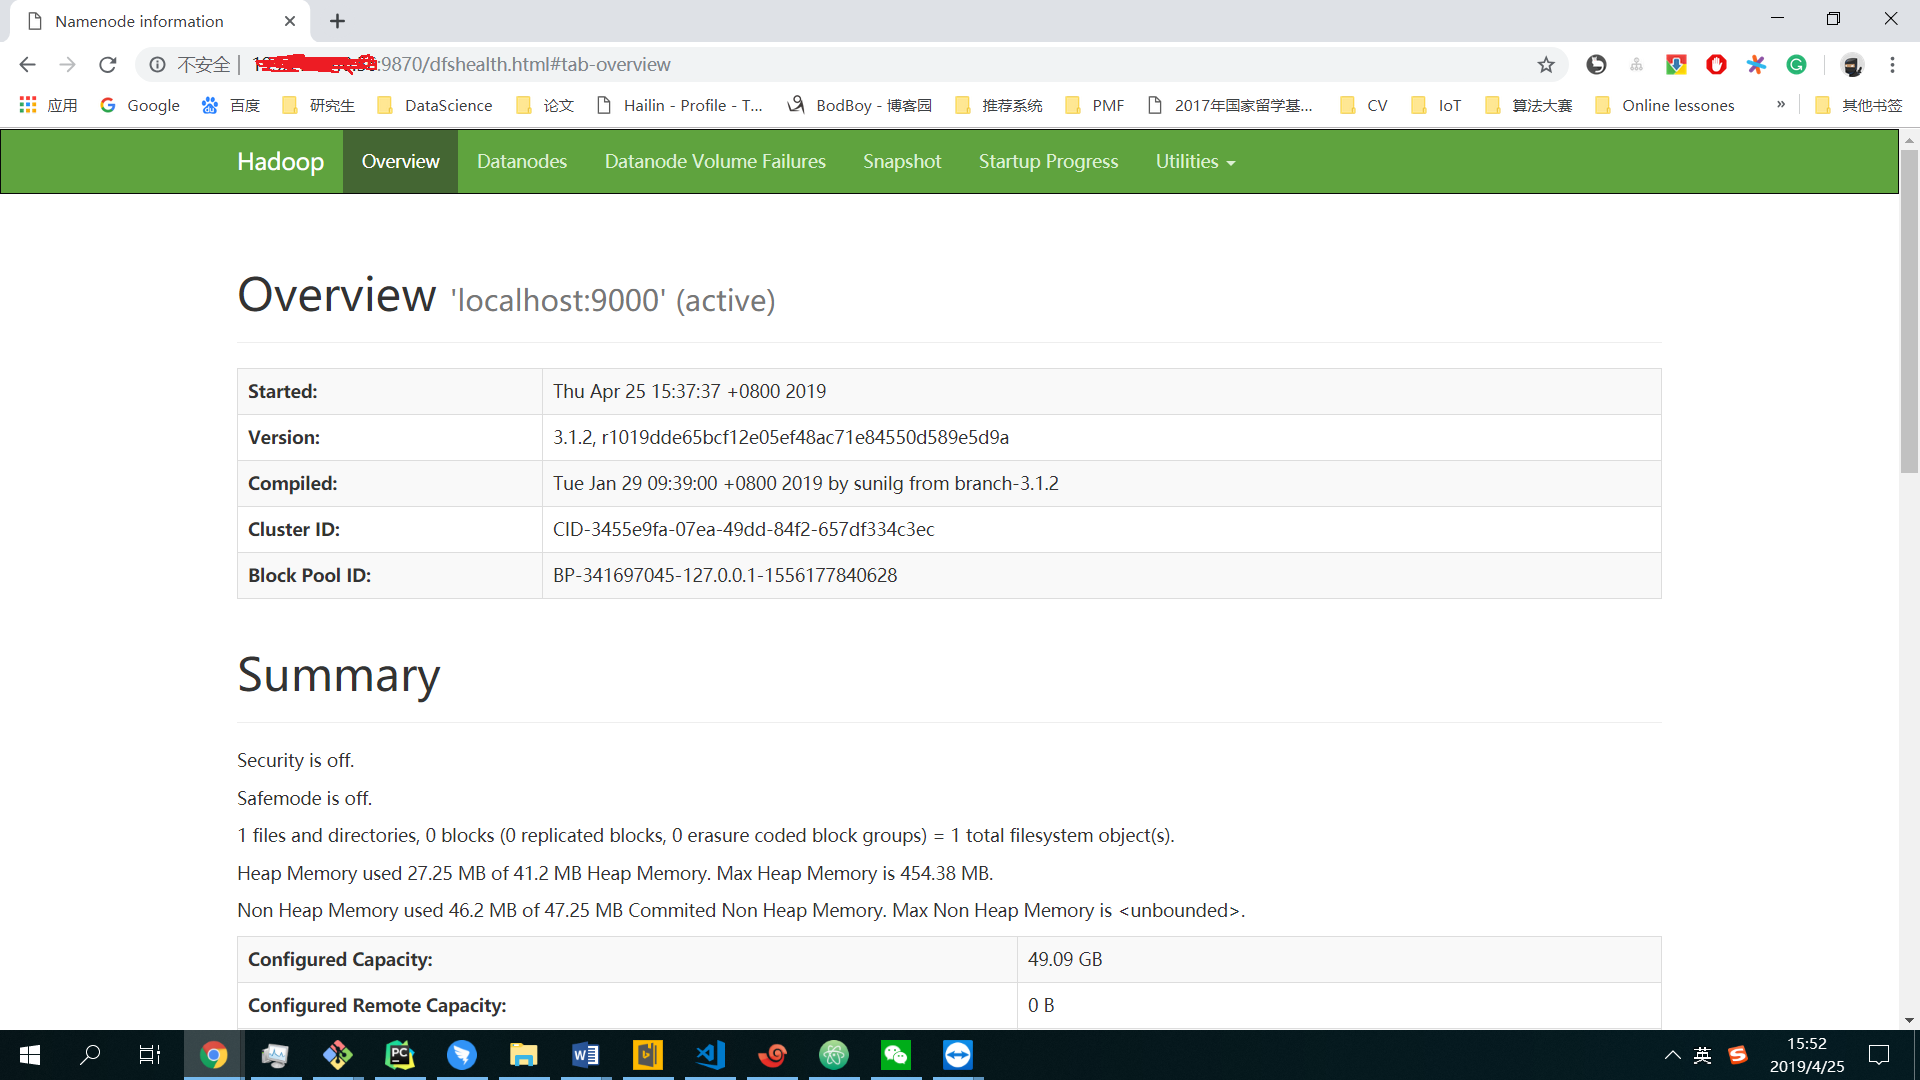 Namenode information
不安全 | :9870/dfshealth.html#tab-overview
应用 Google 百度 研究生 DataScience 论文 Hailin - Profile - T... BodBoy - 博客园 推荐系统 PMF 2017年国家留学基... CV IoT 算法大赛 Online lessones » 其他书签
Hadoop Overview Datanodes Datanode Volume Failures Snapshot Startup Progress Utilities
Overview 'localhost:9000' (active)
Started: Thu Apr 25 15:37:37 +0800 2019
Version: 3.1.2, r1019dde65bcf12e05ef48ac71e84550d589e5d9a
Compiled: Tue Jan 29 09:39:00 +0800 2019 by sunilg from branch-3.1.2
Cluster ID: CID-3455e9fa-07ea-49dd-84f2-657df334c3ec
Block Pool ID: BP-341697045-127.0.0.1-1556177840628
Summary
Security is off.
Safemode is off.
1 files and directories, 0 blocks (0 replicated blocks, 0 erasure coded block groups) = 1 total filesystem object(s).
Heap Memory used 27.25 MB of 41.2 MB Heap Memory. Max Heap Memory is 454.38 MB.
Non Heap Memory used 46.2 MB of 47.25 MB Commited Non Heap Memory. Max Non Heap Memory is <unbounded>.
Configured Capacity: 49.09 GB
Configured Remote Capacity: 0 B
英 15:52
2019/4/25